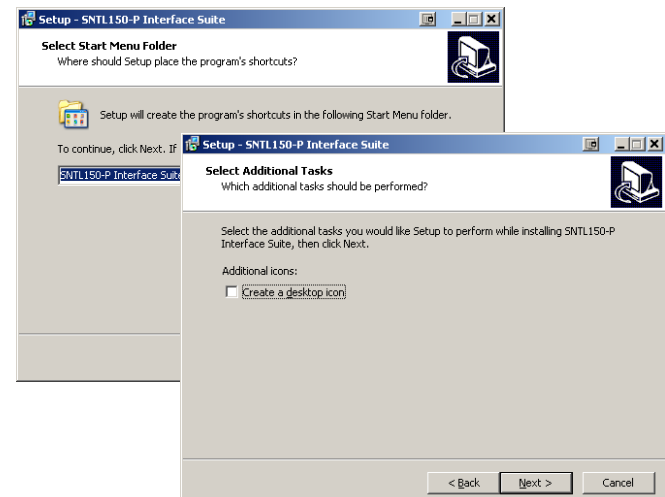 Setup - SNTL150-P Interface Suite
Select Start Menu Folder
Where should Setup place the program's shortcuts?
Setup will create the program's shortcuts in the following Start Menu folder.
To continue, click Next. If
SNTL150-P Interface Suite
Setup - SNTL150-P Interface Suite
Select Additional Tasks
Which additional tasks should be performed?
Select the additional tasks you would like Setup to perform while installing SNTL150-P
Interface Suite, then click Next.
Additional icons:
Create a desktop icon
< Back
Next >
Cancel